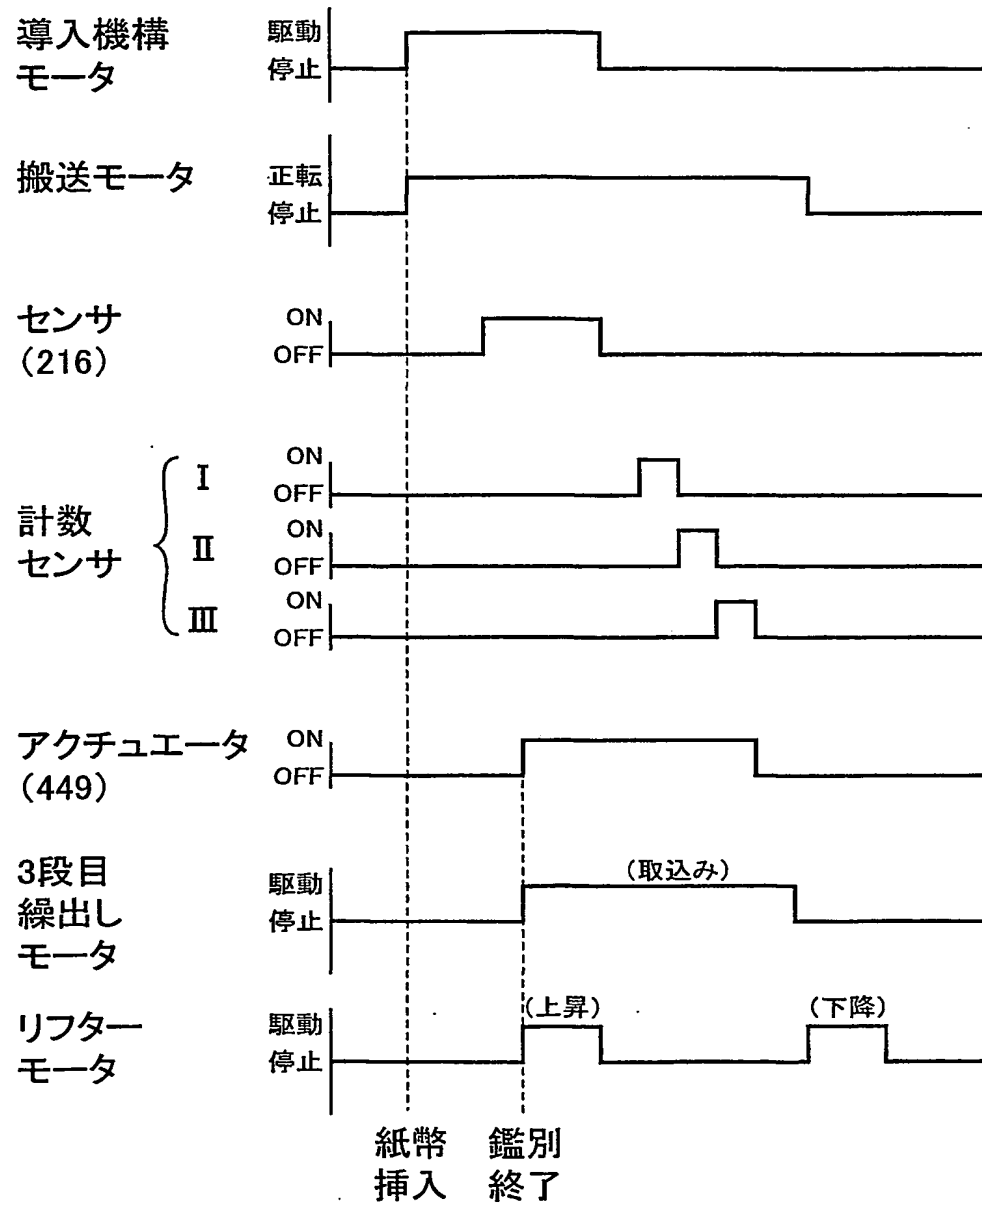 導入機構
モータ
駆動
停止
搬送モータ
正転
停止
センサ
(216)
ON
OFF
計数
センサ
I
ON
OFF
II
ON
OFF
III
ON
OFF
アクチュエータ
(449)
ON
OFF
3段目
繰出し
モータ
駆動
停止
(取込み)
リフター
モータ
駆動
停止
(上昇)
(下降)
紙幣
挿入
鑑別
終了